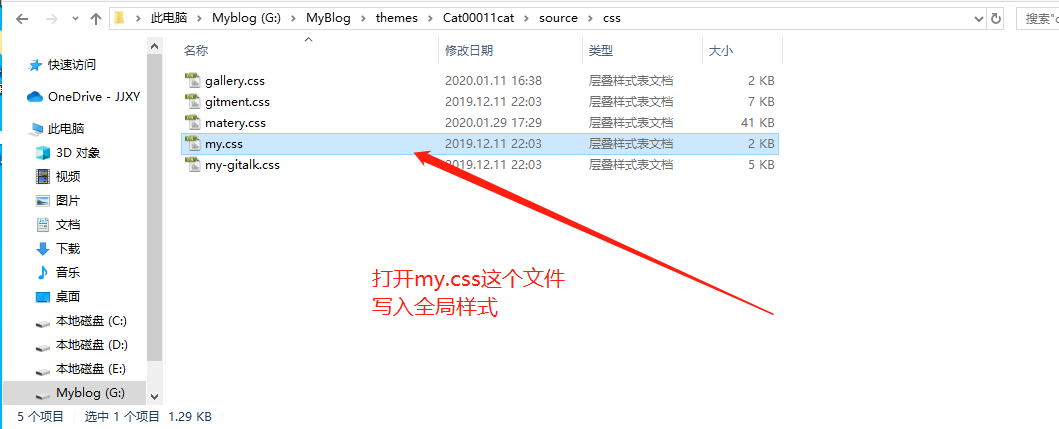 此电脑 > Myblog (G:) > MyBlog > themes > Cat00011cat > source > css
搜索"c
名称 修改日期 类型 大小
快速访问
OneDrive - JJXY
此电脑
3D 对象
视频
图片
文档
下载
音乐
桌面
本地磁盘 (C:)
本地磁盘 (D:)
本地磁盘 (E:)
Myblog (G:)
gallery.css 2020.01.11 16:38 层叠样式表文档 2 KB
gitment.css 2019.12.11 22:03 层叠样式表文档 7 KB
matery.css 2020.01.29 17:29 层叠样式表文档 41 KB
my.css 2019.12.11 22:03 层叠样式表文档 2 KB
my-gitalk.css 2019.12.11 22:03 层叠样式表文档 5 KB
打开my.css这个文件
写入全局样式
5 个项目 选中 1 个项目 1.29 KB